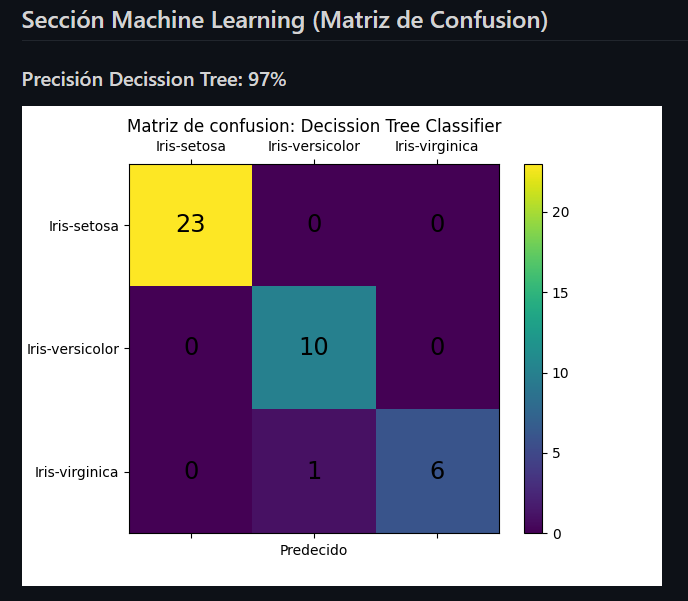 Sección Machine Learning (Matriz de Confusion)
Precisión Decission Tree: 97%
Matriz de confusion: Decission Tree Classifier
Iris-setosa Iris-versicolor Iris-virginica
Iris-setosa 23 0 0
Iris-versicolor 0 10 0
Iris-virginica 0 1 6
Predecido
20
15
10
5
0